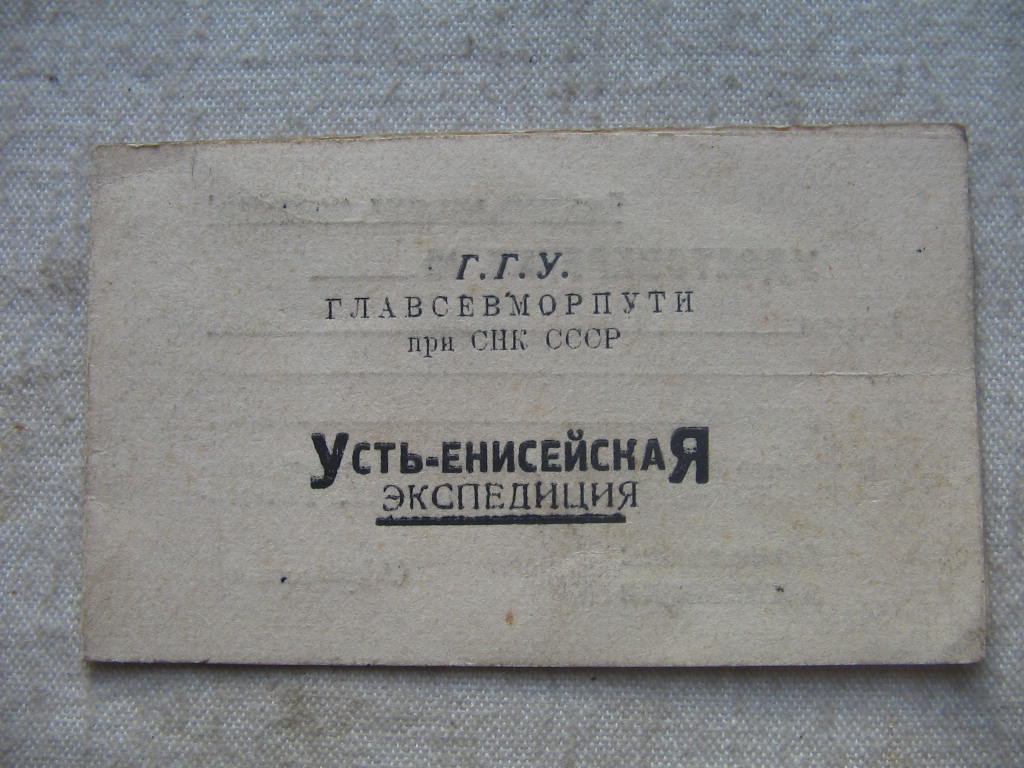 Г.Г.У.
ГЛАВСЕВМОРПУТИ
при СНК СССР
УСТЬ-ЕНИСЕЙСКАЯ
ЭКСПЕДИЦИЯ